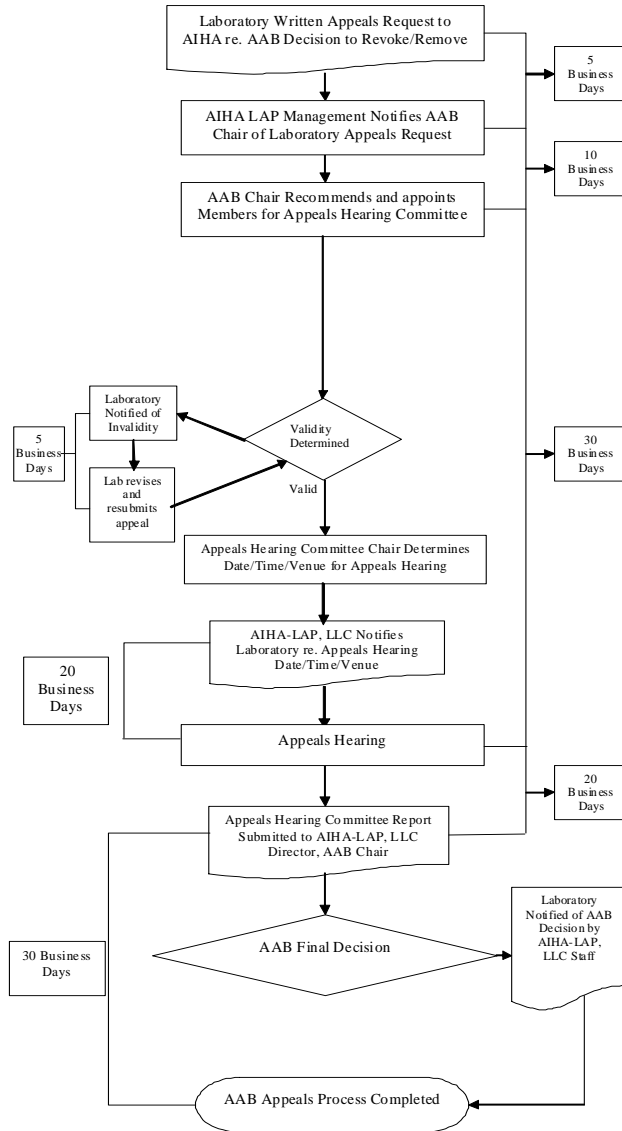 Laboratory Written Appeals Request to
AIHA re. AAB Decision to Revoke/Remove
5
Business
Days
AIHA LAP Management Notifies AAB
Chair of Laboratory Appeals Request
10
Business
Days
AAB Chair Recommends and appoints
Members for Appeals Hearing Committee
Laboratory
Notified of
Invalidity
Validity
Determined
5
Business
Days
30
Business
Days
Lab revises
and
resubmits
appeal
Valid
Appeals Hearing Committee Chair Determines
Date/Time/Venue for Appeals Hearing
AIHA-LAP, LLC Notifies
Laboratory re. Appeals Hearing
Date/Time/Venue
20
Business
Days
Appeals Hearing
20
Business
Days
Appeals Hearing Committee Report
Submitted to AIHA-LAP, LLC
Director, AAB Chair
Laboratory
Notified of AAB
Decision by
AIHA-LAP,
LLC Staff
AAB Final Decision
30 Business
Days
AAB Appeals Process Completed